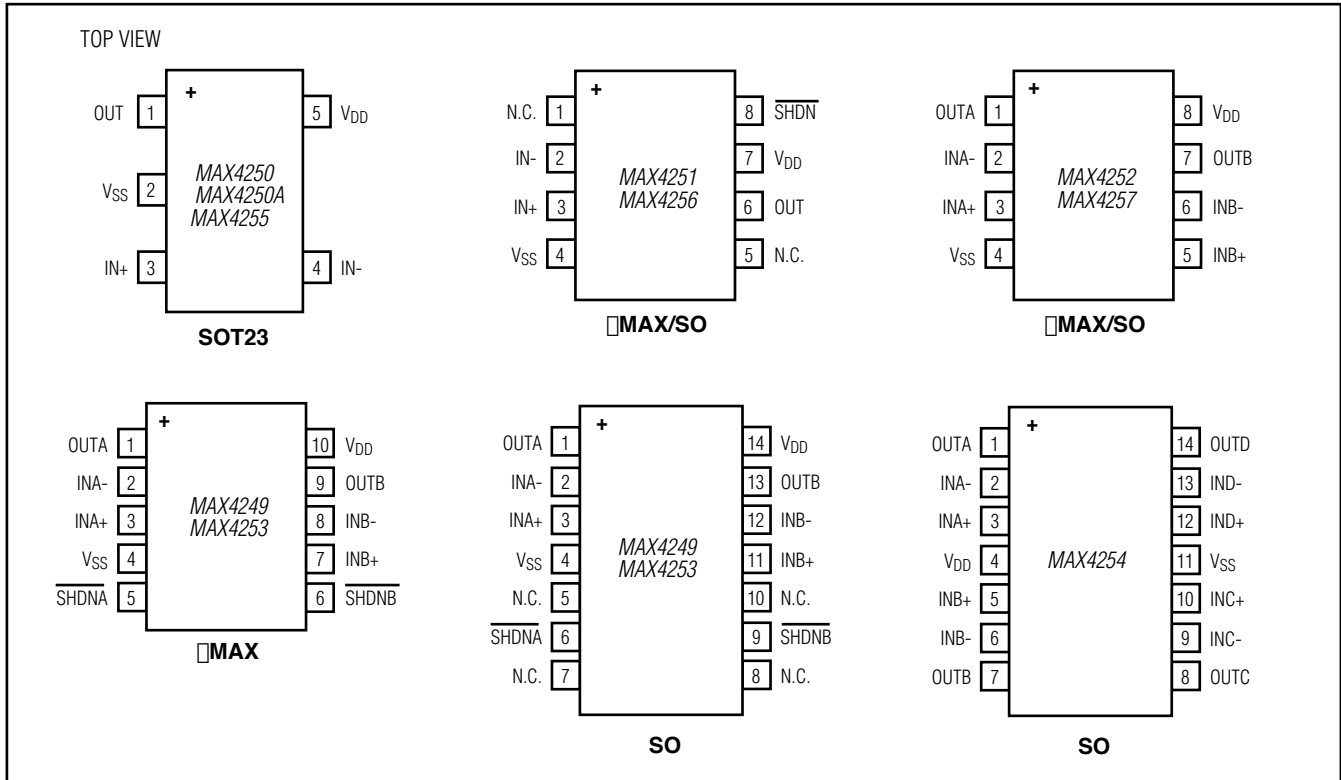 TOP VIEW
+
OUT 1
5 VDD
VSS 2
MAX4250
MAX4250A
MAX4255
IN+ 3
4 IN-
SOT23
+
N.C. 1
8 SHDN
IN- 2
7 VDD
MAX4251
MAX4256
IN+ 3
6 OUT
VSS 4
5 N.C.
□MAX/SO
+
OUTA 1
8 VDD
INA- 2
7 OUTB
MAX4252
MAX4257
INA+ 3
6 INB-
VSS 4
5 INB+
□MAX/SO
+
OUTA 1
10 VDD
INA- 2
9 OUTB
MAX4249
MAX4253
INA+ 3
8 INB-
VSS 4
7 INB+
SHDNA 5
6 SHDNB
□MAX
+
OUTA 1
14 VDD
INA- 2
13 OUTB
INA+ 3
12 INB-
MAX4249
MAX4253
VSS 4
11 INB+
N.C. 5
10 N.C.
SHDNA 6
9 SHDNB
N.C. 7
8 N.C.
SO
+
OUTA 1
14 OUTD
INA- 2
13 IND-
INA+ 3
12 IND+
VDD 4
MAX4254
11 VSS
INB+ 5
10 INC+
INB- 6
9 INC-
OUTB 7
8 OUTC
SO